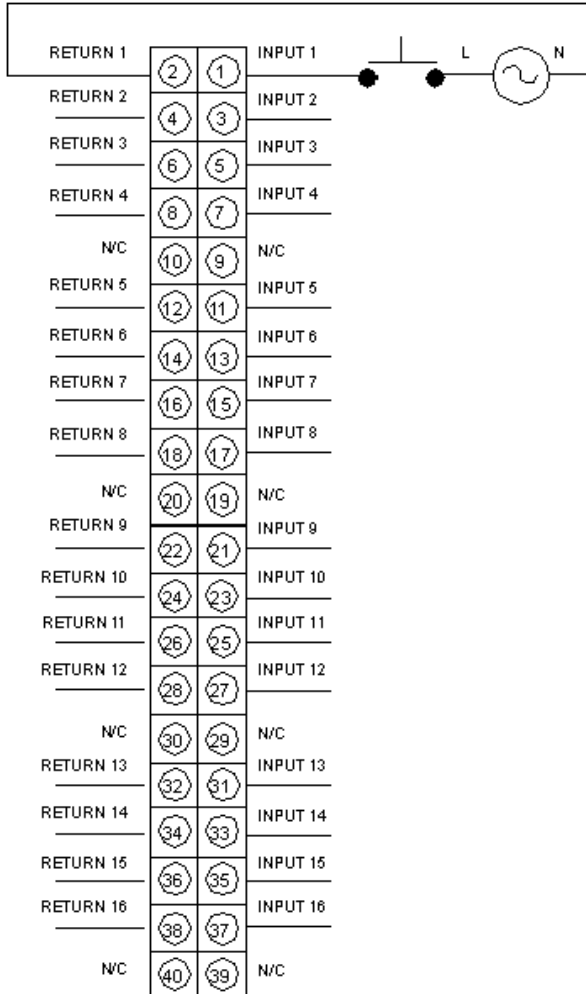 RETURN 1 2 1 INPUT 1 L N
RETURN 2 4 3 INPUT 2
RETURN 3 6 5 INPUT 3
RETURN 4 8 7 INPUT 4
N/C 10 9 N/C
RETURN 5 12 11 INPUT 5
RETURN 6 14 13 INPUT 6
RETURN 7 16 15 INPUT 7
RETURN 8 18 17 INPUT 8
N/C 20 19 N/C
RETURN 9 22 21 INPUT 9
RETURN 10 24 23 INPUT 10
RETURN 11 26 25 INPUT 11
RETURN 12 28 27 INPUT 12
N/C 30 29 N/C
RETURN 13 32 31 INPUT 13
RETURN 14 34 33 INPUT 14
RETURN 15 36 35 INPUT 15
RETURN 16 38 37 INPUT 16
N/C 40 39 N/C